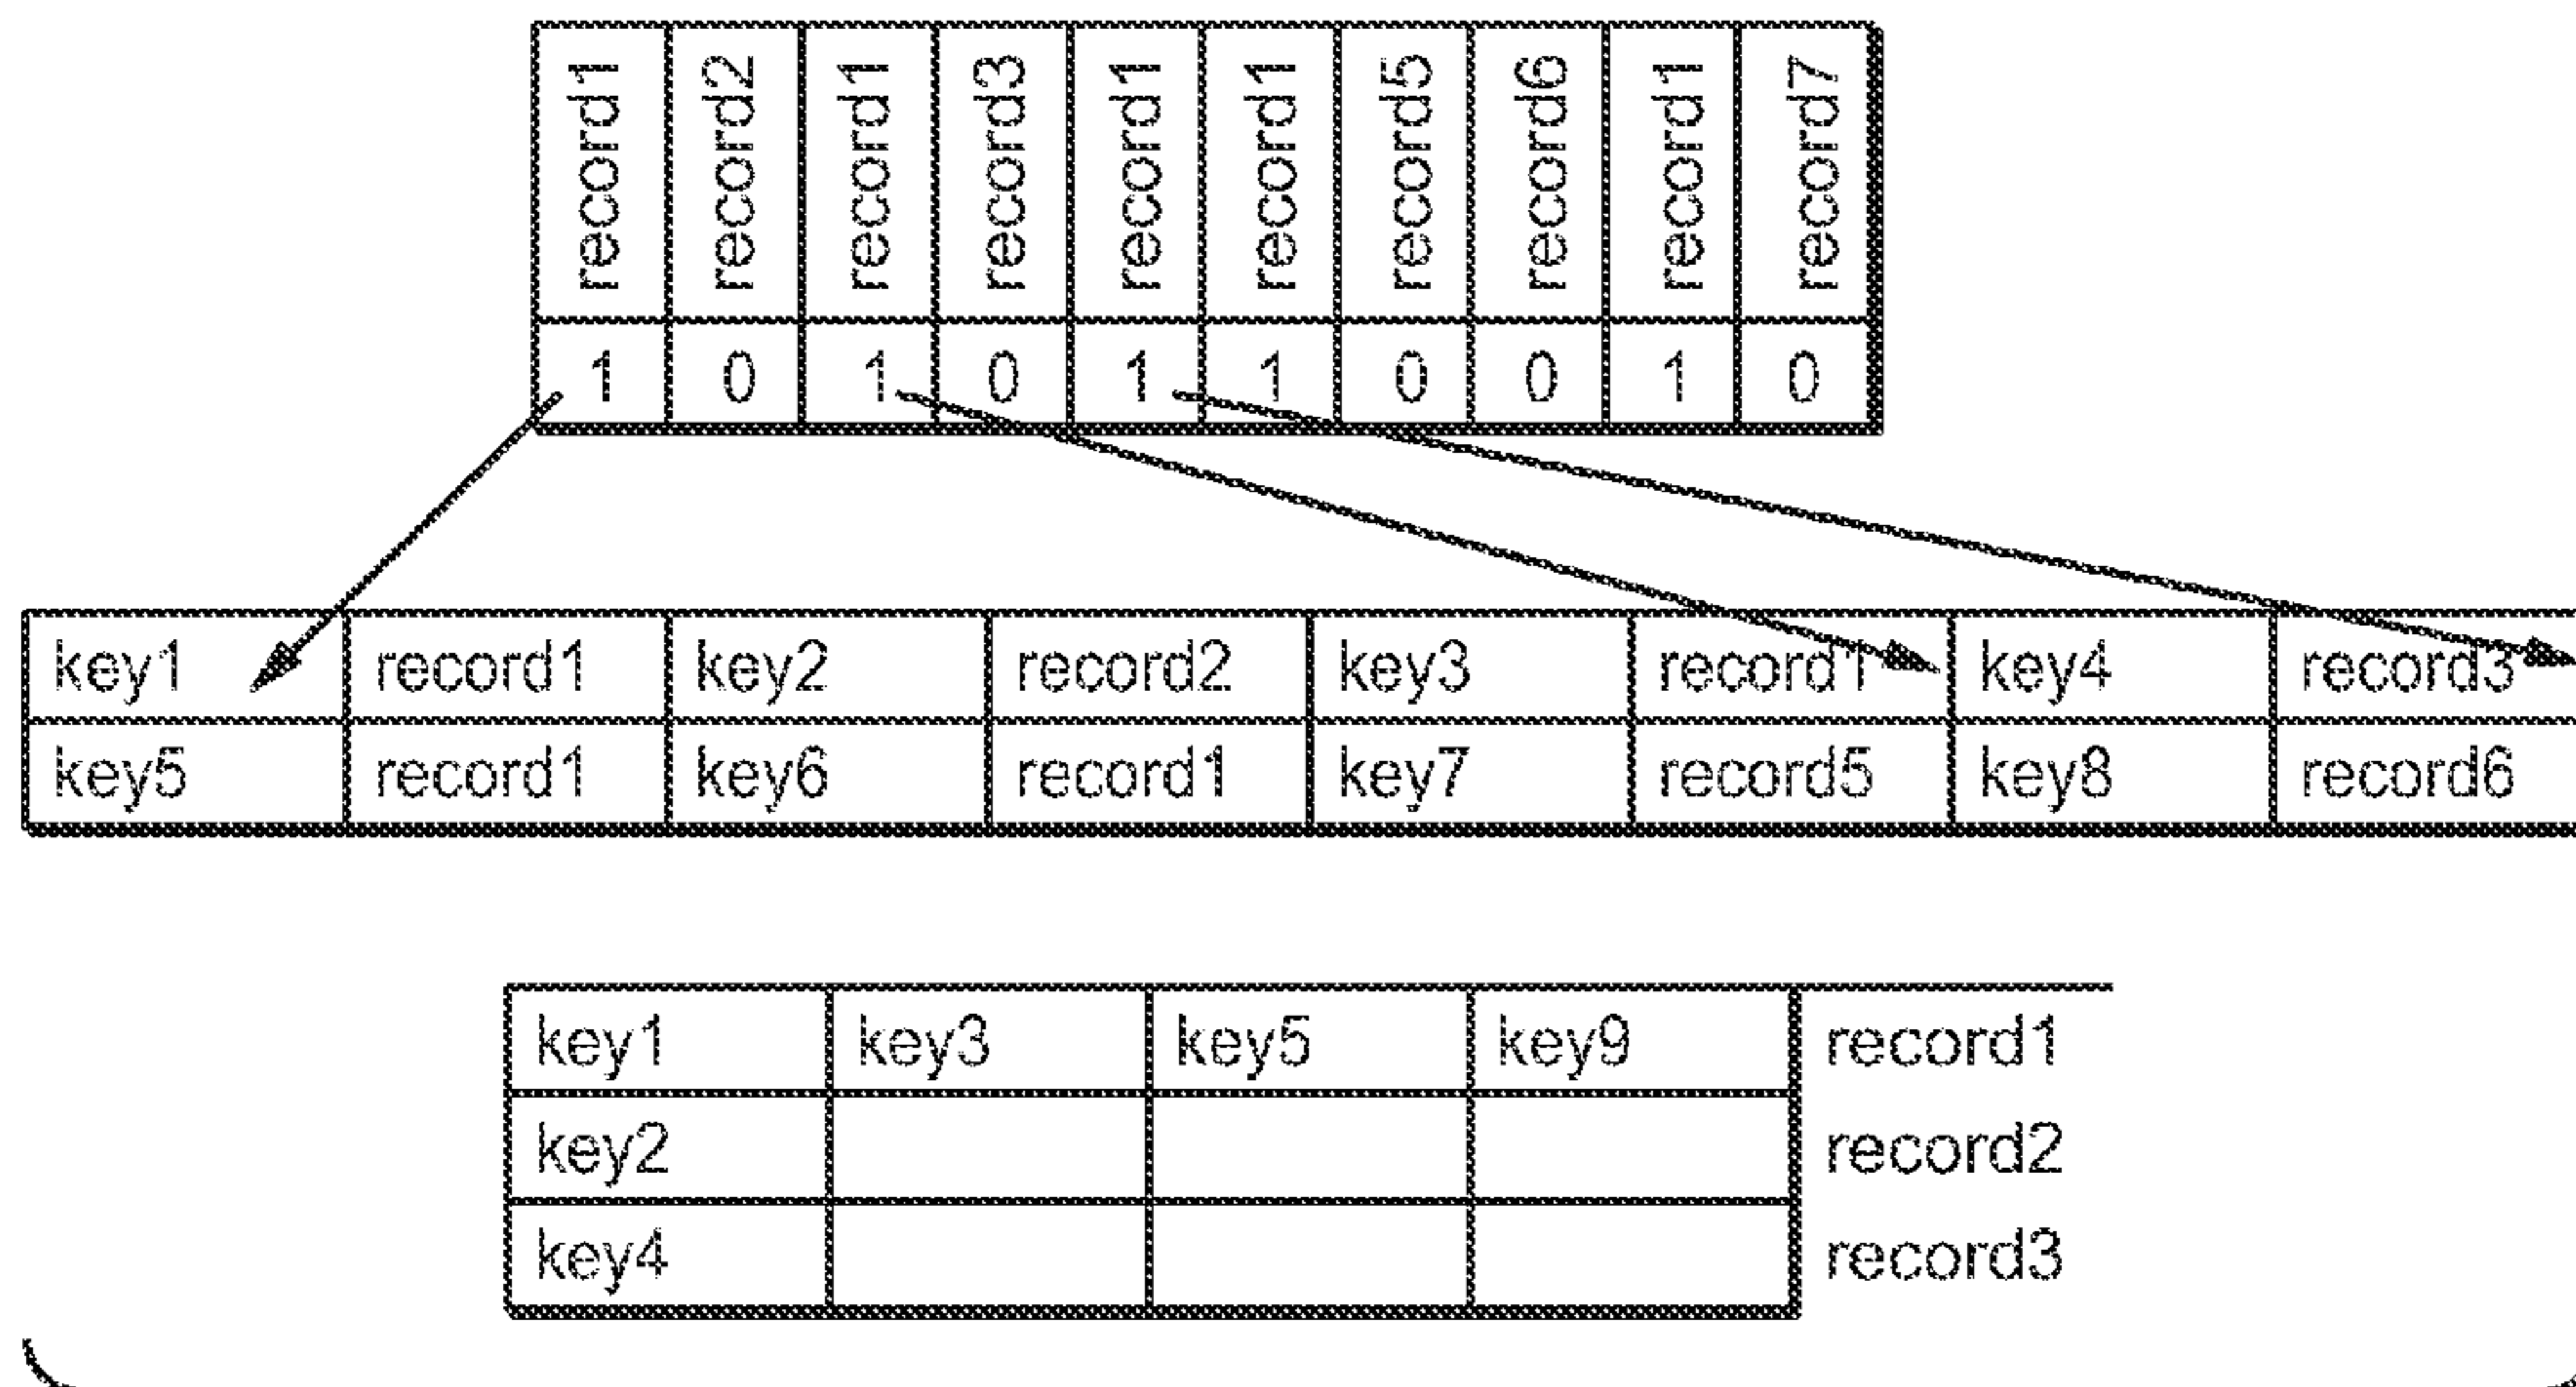 record1 record2 record1 record3 record1 record1 record5 record6 record1 record7
1 0 1 0 1 1 0 0 1 0
key1 record1 key2 record2 key3 record1 key4 record3
key5 record1 key6 record1 key7 record5 key8 record6
key1 key3 key5 key9 record1
key2 record2
key4 record3